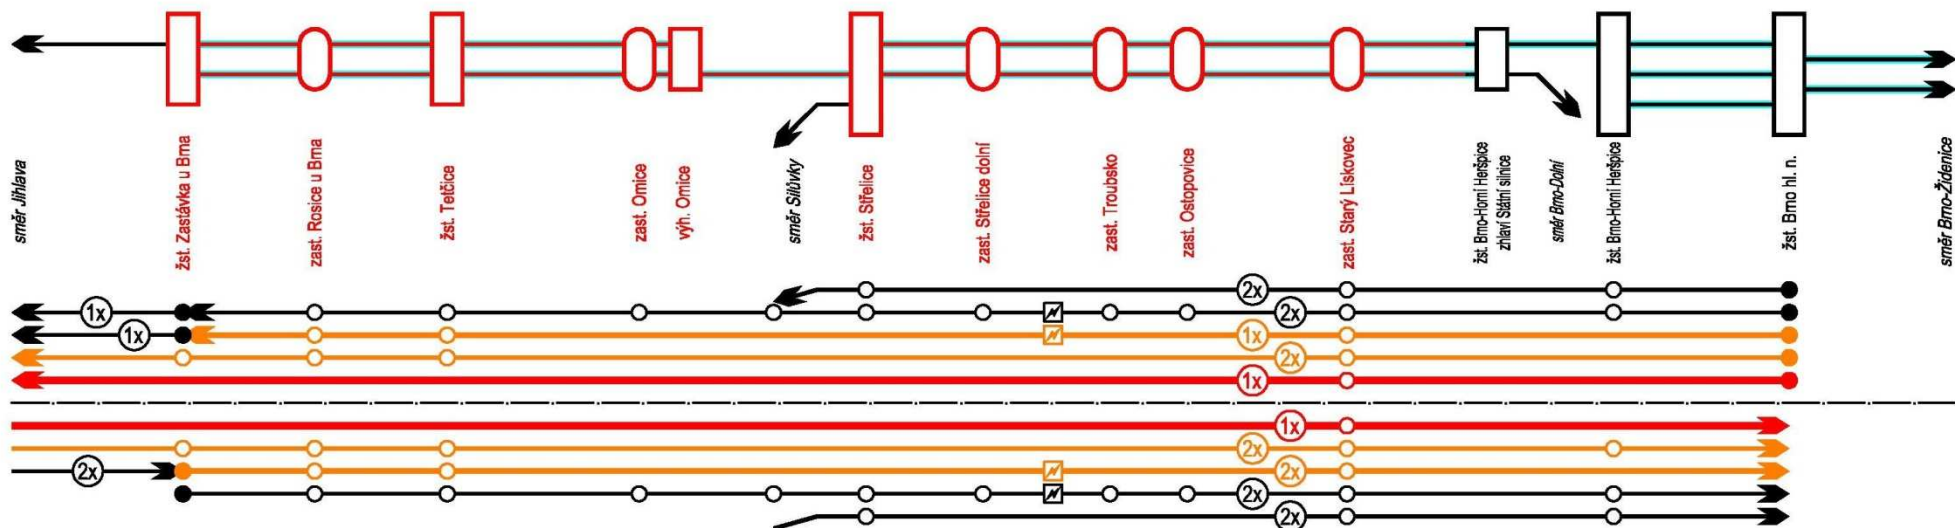 směr Jihlava
žst. Zastávka u Brna
zast. Rosice u Brna
žst. Tetčice
zast. Omice
výh. Omice
směr Silůvky
žst. Střelice
zast. Střelice dolní
zast. Troubsko
zast. Ostopovice
zast. Starý Lískovec
žst. Brno-Horní Heršpice
zhlaví Státní silnice
směr Brno-Dolní
žst. Brno-Horní Heršpice
žst. Brno hl. n.
směr Brno-Židenice
2x
1x
2x
1x
1x
2x
1x
1x
2x
2x
2x
2x
2x